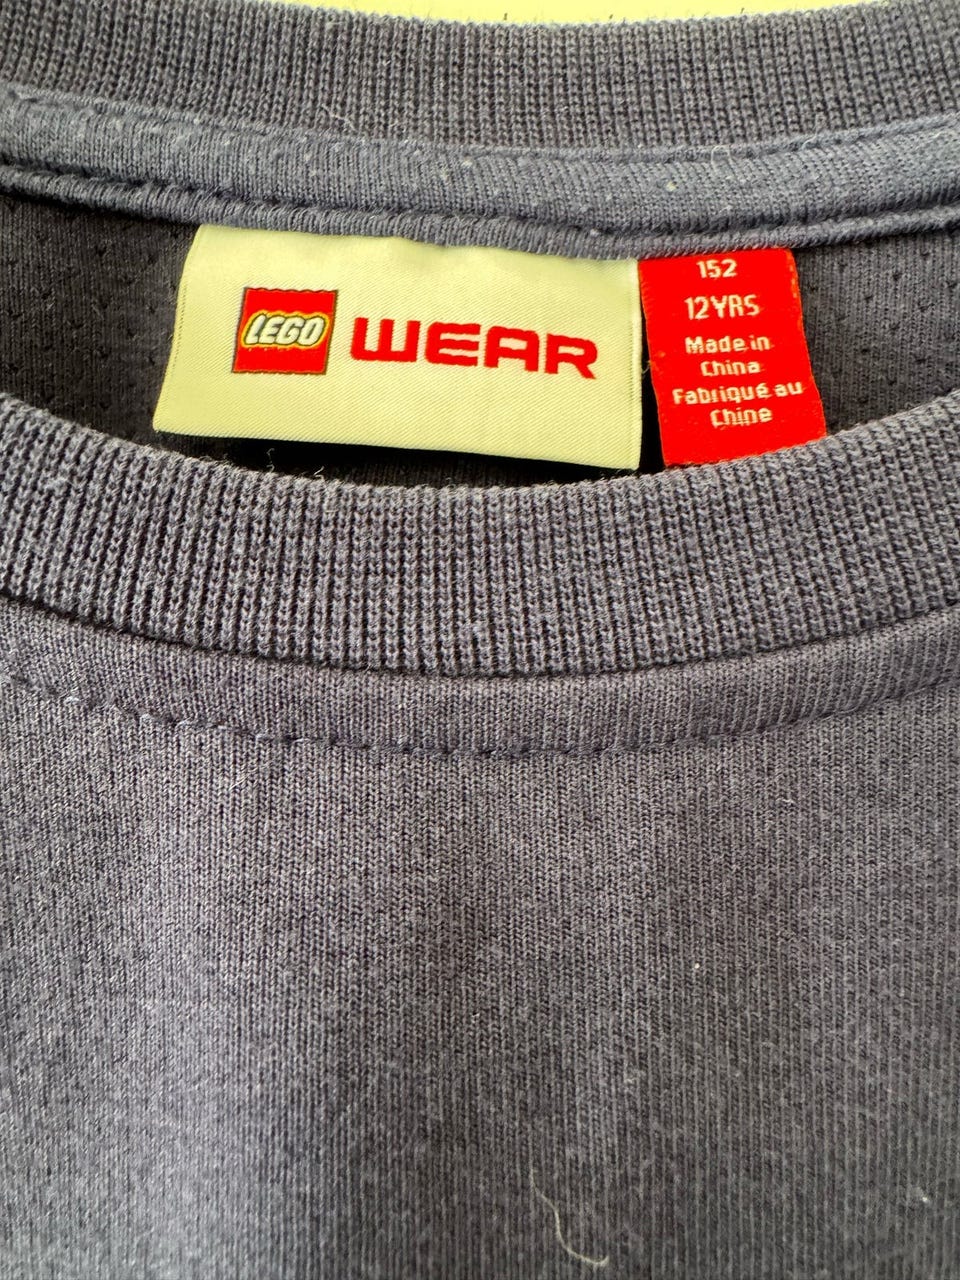 LEGO WEAR
152
12YRS
Made in
China
Fabriqué au
Chine